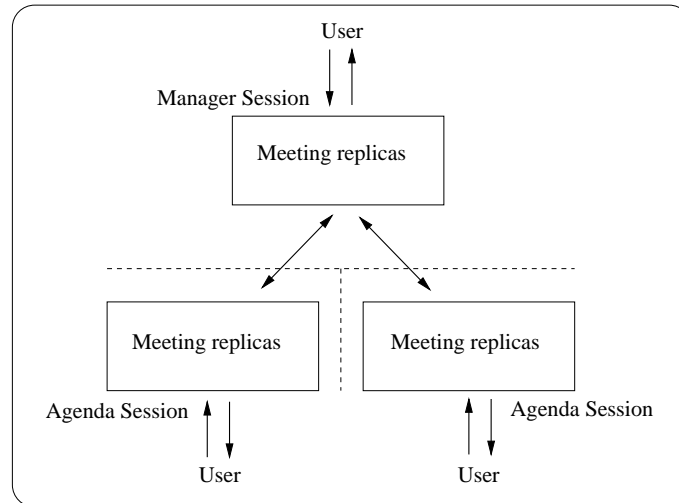 User
Manager Session
Meeting replicas
Meeting replicas
Meeting replicas
Agenda Session
Agenda Session
User
User